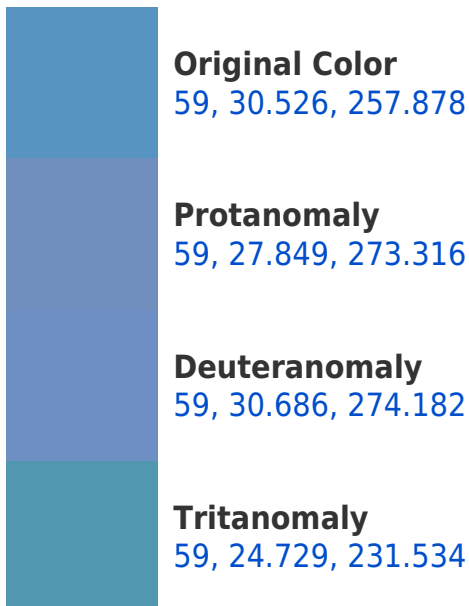 Original Color
59, 30.526, 257.878
Protanomaly
59, 27.849, 273.316
Deuteranomaly
59, 30.686, 274.182
Tritanomaly
59, 24.729, 231.534